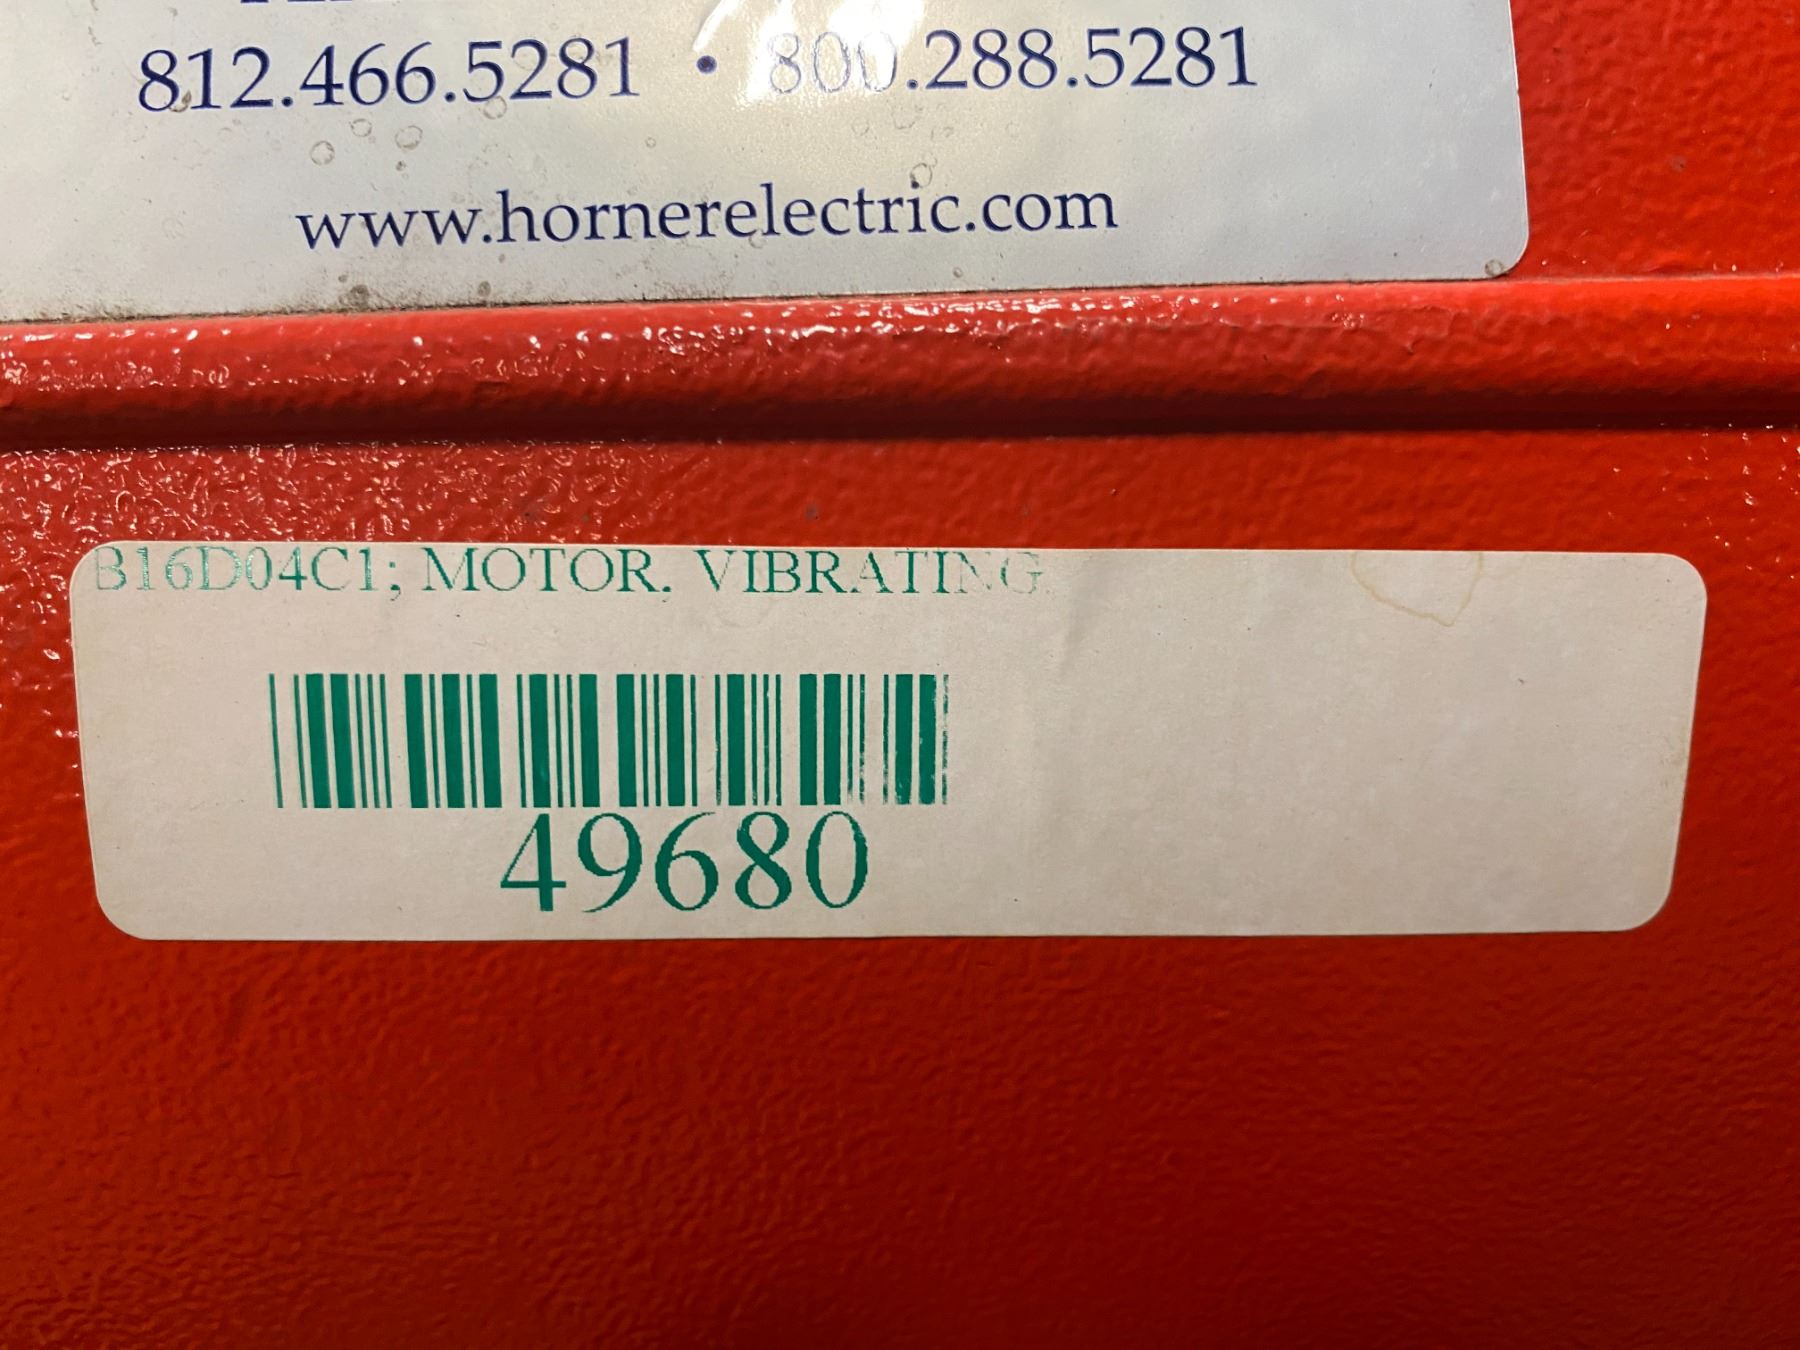 812.466.5281 • 800.288.5281
www.hornerelectric.com
B16D04C1; MOTOR. VIBRATING.
49680